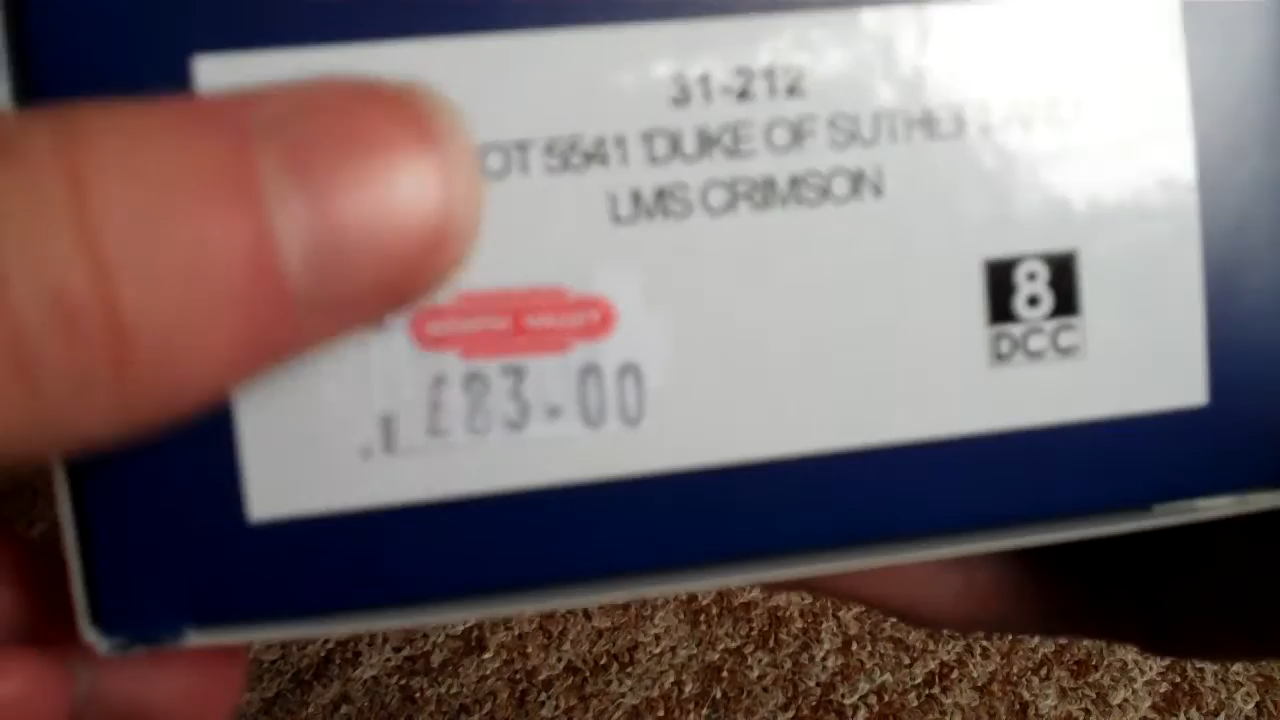 31-212
OT 5541 'DUKE OF SUTHERLAND'
LMS CRIMSON
8
DCC
£83.00